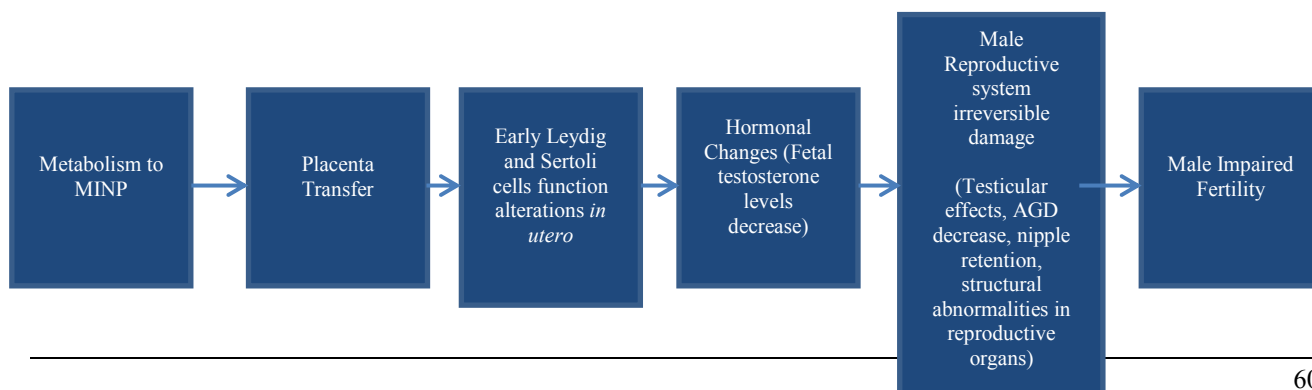 Metabolism to
MINP
Placenta
Transfer
Early Leydig
and Sertoli
cells function
alterations in
utero
Hormonal
Changes (Fetal
testosterone
levels
decrease)
Male
Reproductive
system
irreversible
damage
(Testicular
effects, AGD
decrease, nipple
retention,
structural
abnormalities in
reproductive
organs)
Male Impaired
Fertility
60